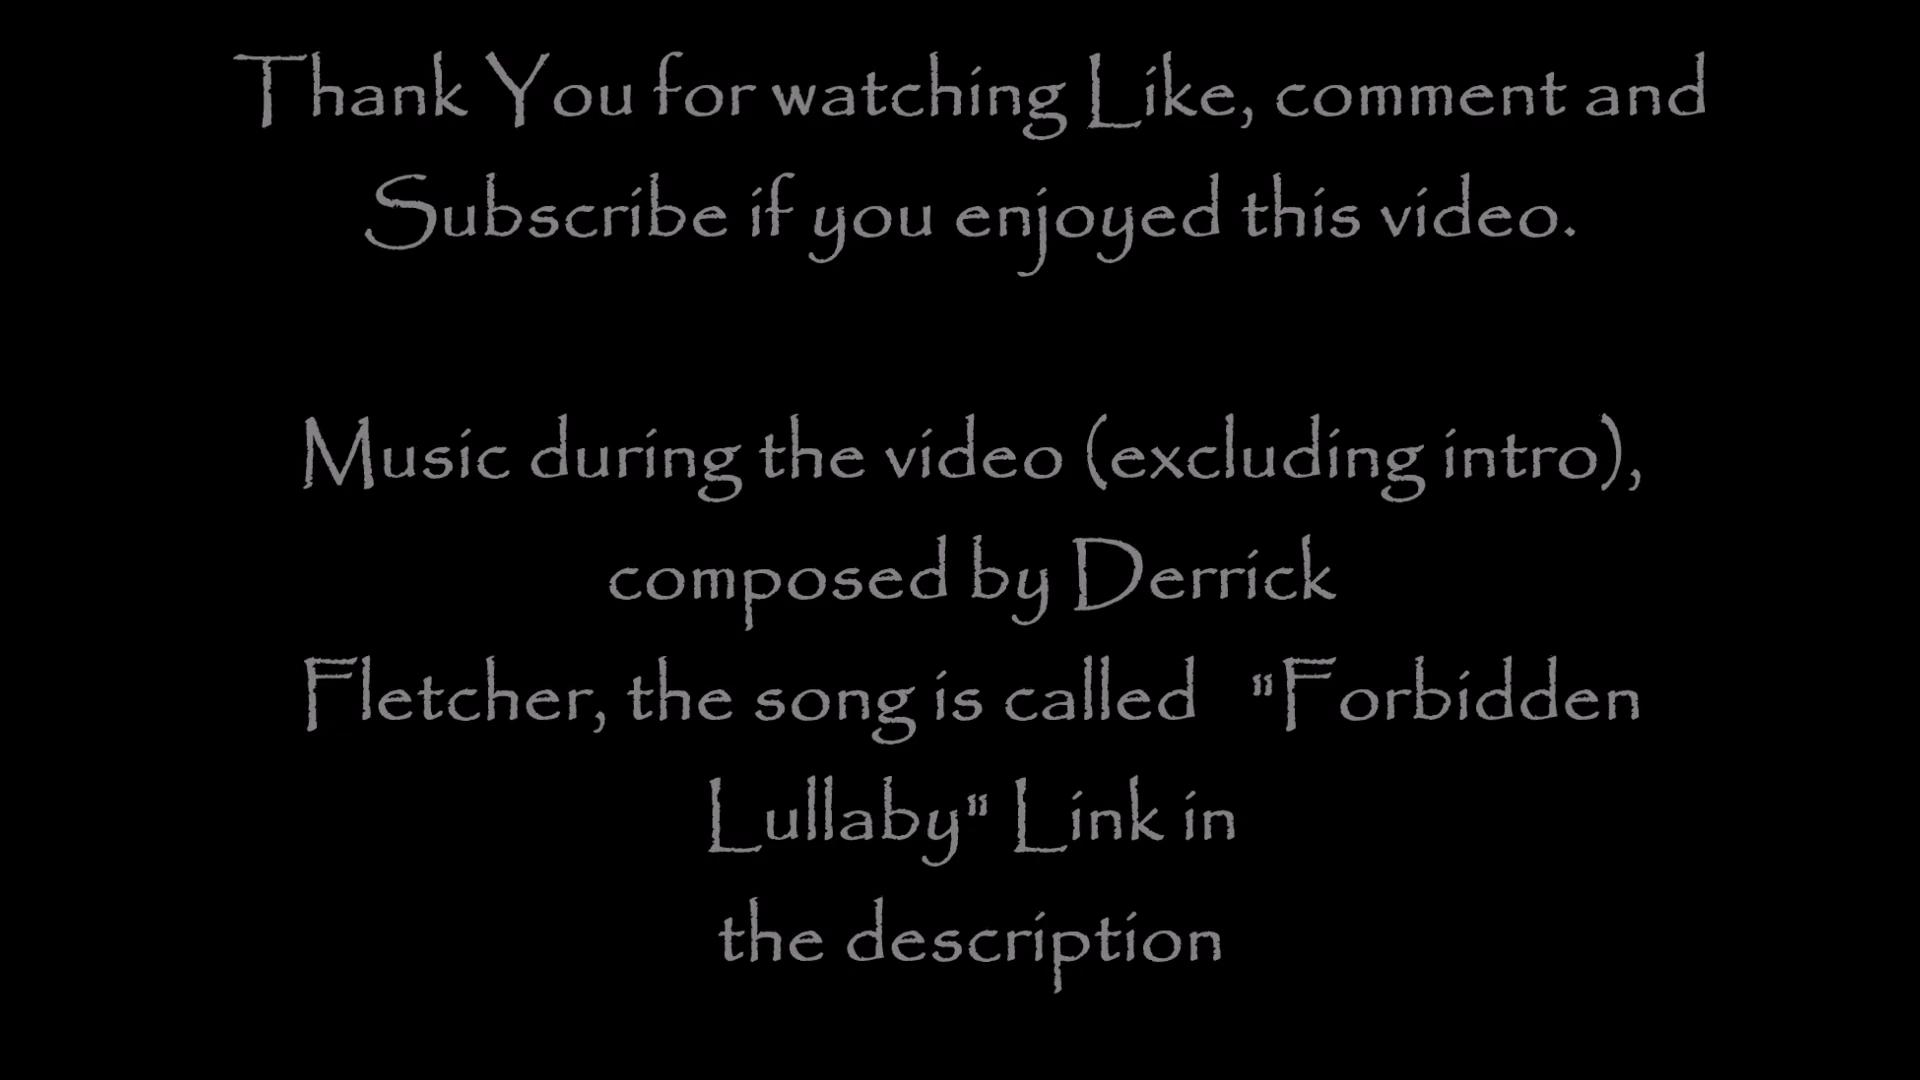 Thank You for watching Like, comment and
Subscribe if you enjoyed this video.
Music during the video (excluding intro),
composed by Derrick
Fletcher, the song is called "Forbidden
Lullaby" Link in
the description